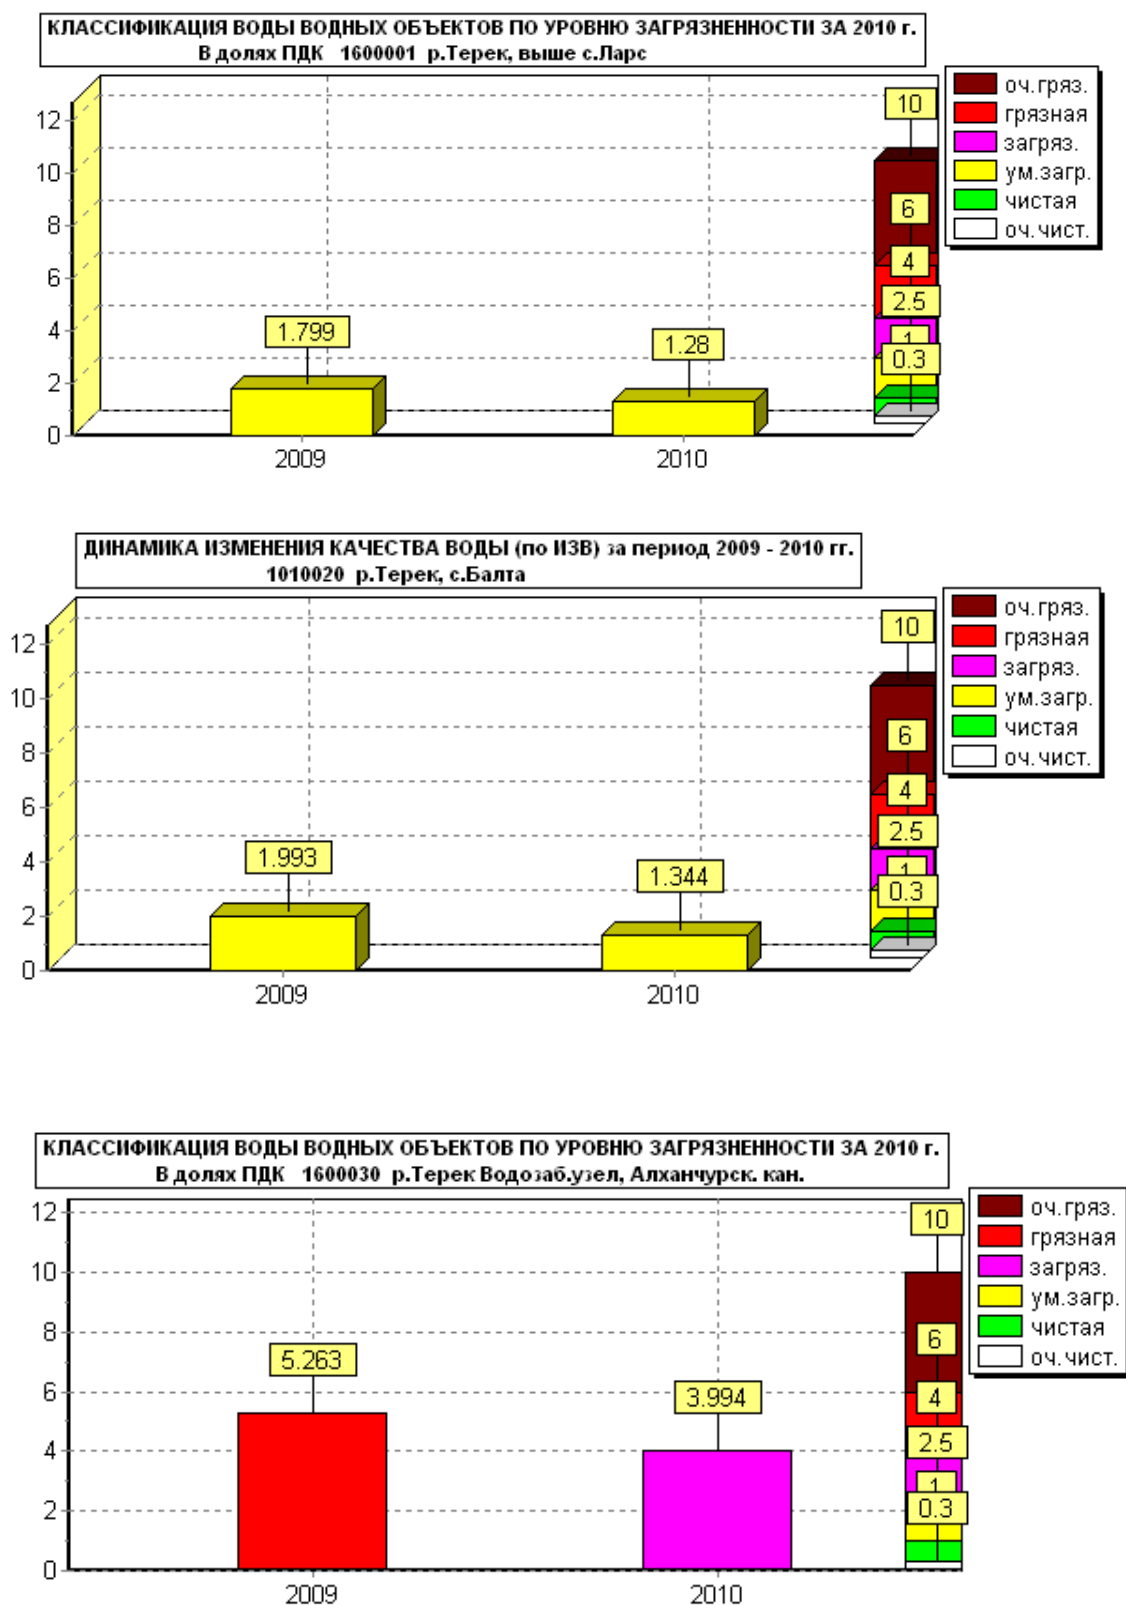 КЛАССИФИКАЦИЯ ВОДЫ ВОДНЫХ ОБЪЕКТОВ ПО УРОВНЮ ЗАГРЯЗНЕННОСТИ ЗА 2010 г.
В долях ПДК 1600001 р.Терек, выше с.Ларс
12
10
8
6
4
2
0
1.799
1.28
2009
2010
10
6
4
2.5
1
0.3
оч.гряз.
грязная
загряз.
ум.загр.
чистая
оч.чист.
ДИНАМИКА ИЗМЕНЕНИЯ КАЧЕСТВА ВОДЫ (по ИЗВ) за период 2009 - 2010 гг.
1010020 р.Терек, с.Балта
12
10
8
6
4
2
0
1.993
1.344
2009
2010
10
6
4
2.5
1
0.3
оч.гряз.
грязная
загряз.
ум.загр.
чистая
оч.чист.
КЛАССИФИКАЦИЯ ВОДЫ ВОДНЫХ ОБЪЕКТОВ ПО УРОВНЮ ЗАГРЯЗНЕННОСТИ ЗА 2010 г.
В долях ПДК 1600030 р.Терек Водозаб.узел, Алханчурск. кан.
12
10
8
6
4
2
0
5.263
3.994
2009
2010
10
6
4
2.5
1
0.3
оч.гряз.
грязная
загряз.
ум.загр.
чистая
оч.чист.